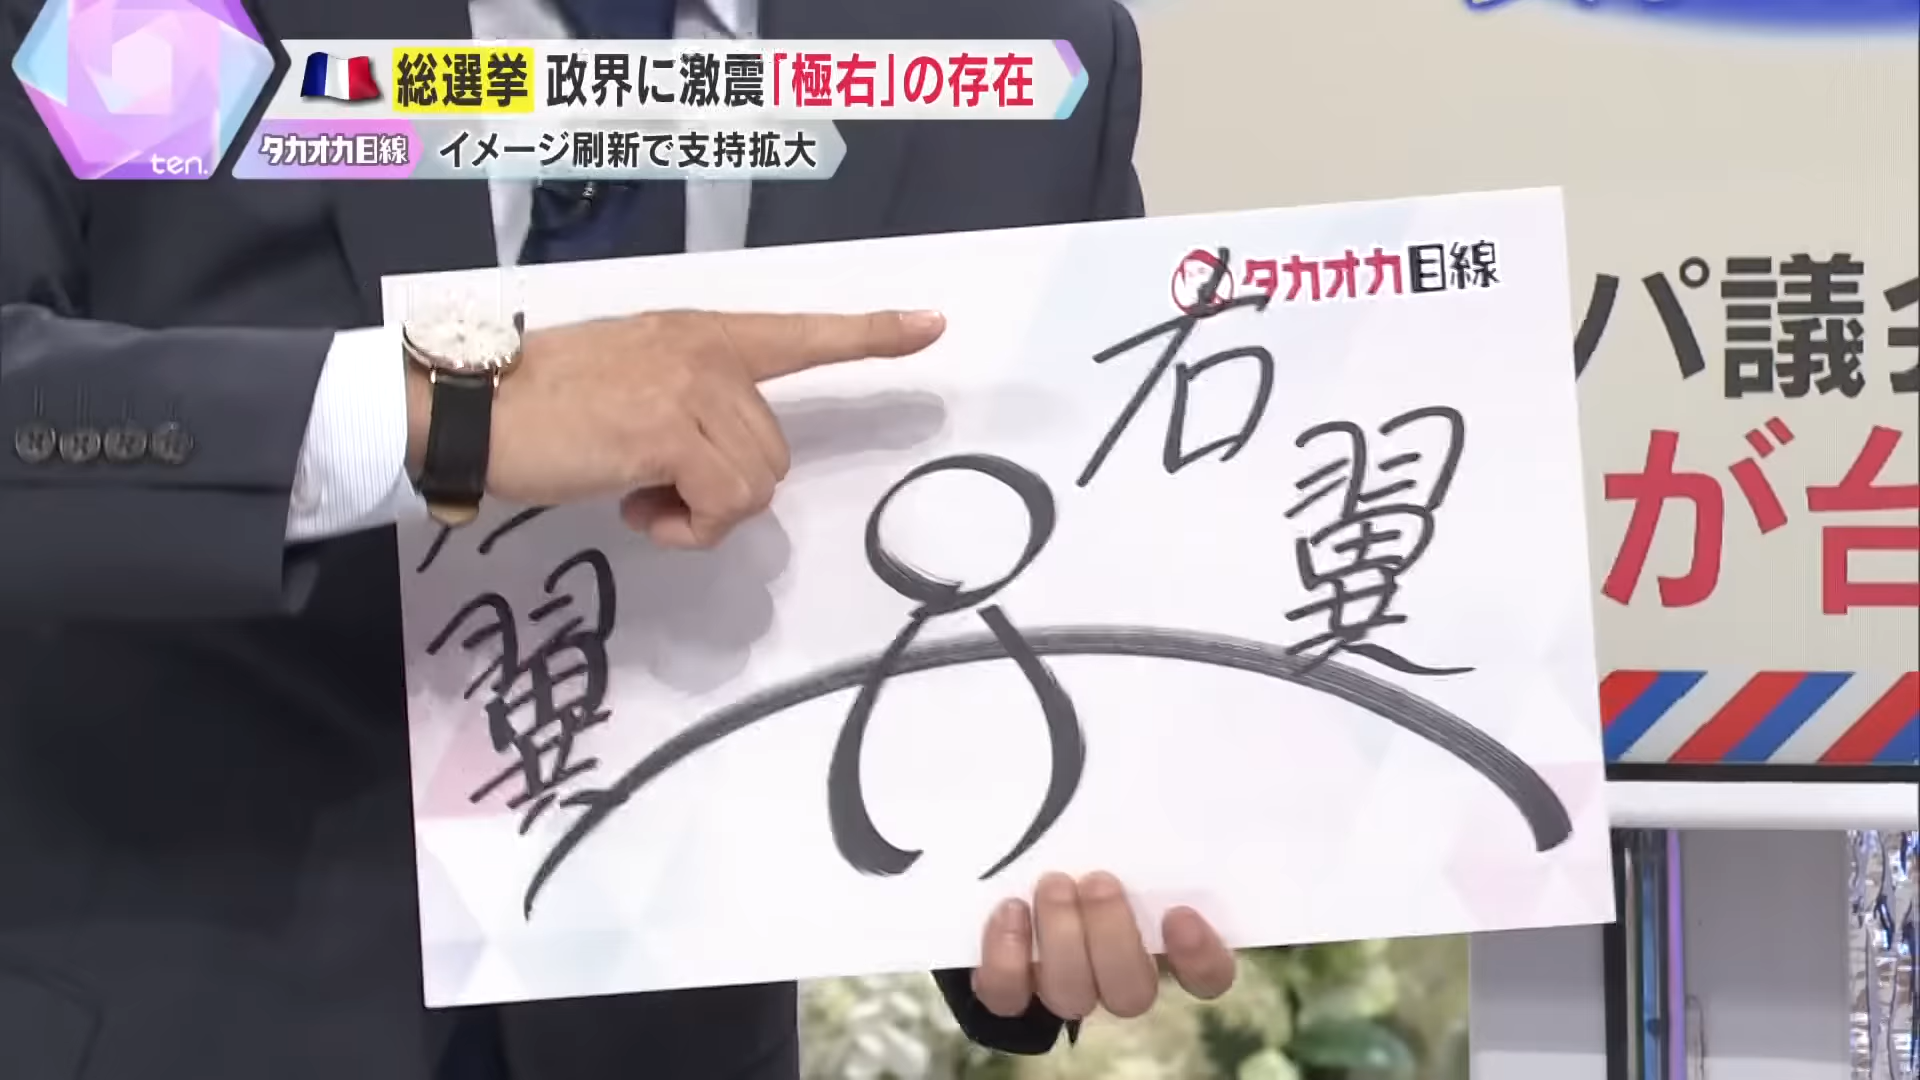 総選挙 政界に激震「極右」の存在
ten.
タカオカ目線 イメージ刷新で支持拡大
タカオカ目線
右翼
翼
パ議
が台